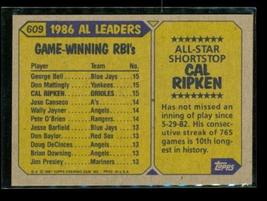 609
1986 AL LEADERS
GAME-WINNING RBI's
Player Team No.
George Bell Blue Jays 15
Don Mattingly Yankees 15
CAL RIPKEN ORIOLES 15
Jose Canseco A's 14
Wally Joyner Angels 14
Pete O'Brien Rangers 14
Jesse Barfield Blue Jays 13
Don Baylor Red Sox 13
Doug DeCinces Angels 13
Brian Downing Angels 13
Jim Presley Mariners 13
ALL-STAR
SHORTSTOP
CAL
RIPKEN
Has not missed an
inning of play since
5-29-82. His con-
secutive streak of 765
games is 10th long-
est in history.
TOPPS